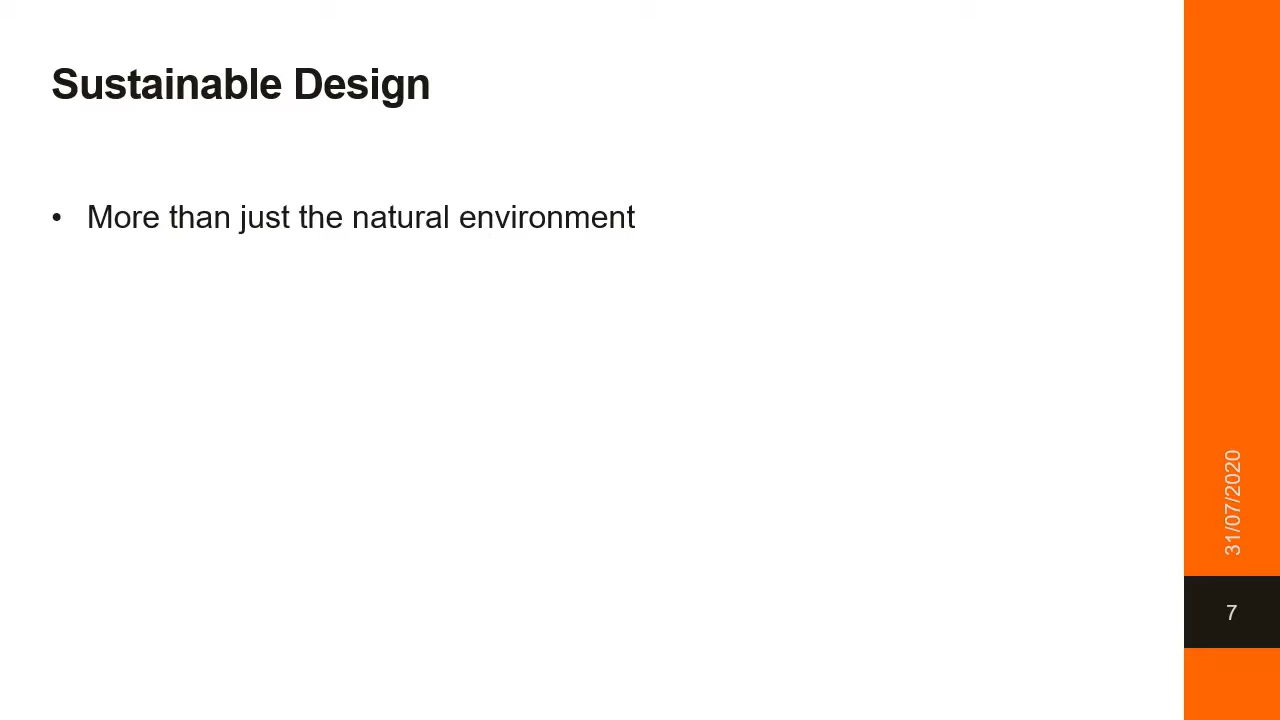 Sustainable Design
• More than just the natural environment
31/07/2020
7